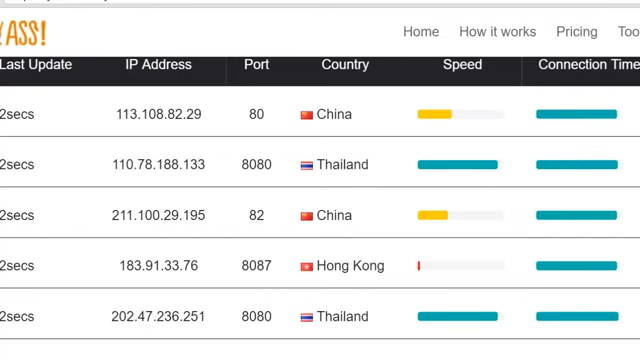 ASS!
Home How it works Pricing Too
Last Update IP Address Port Country Speed Connection Time
2secs 113.108.82.29 80 China
2secs 110.78.188.133 8080 Thailand
2secs 211.100.29.195 82 China
2secs 183.91.33.76 8087 Hong Kong
2secs 202.47.236.251 8080 Thailand